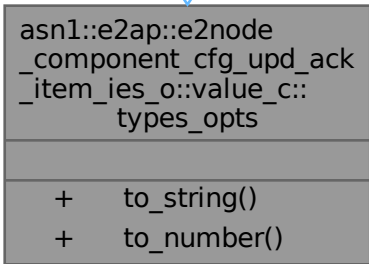 asn1::e2ap::e2node
_component_cfg_upd_ack
_item_ies_o::value_c::
types_opts
+ to_string()
+ to_number()